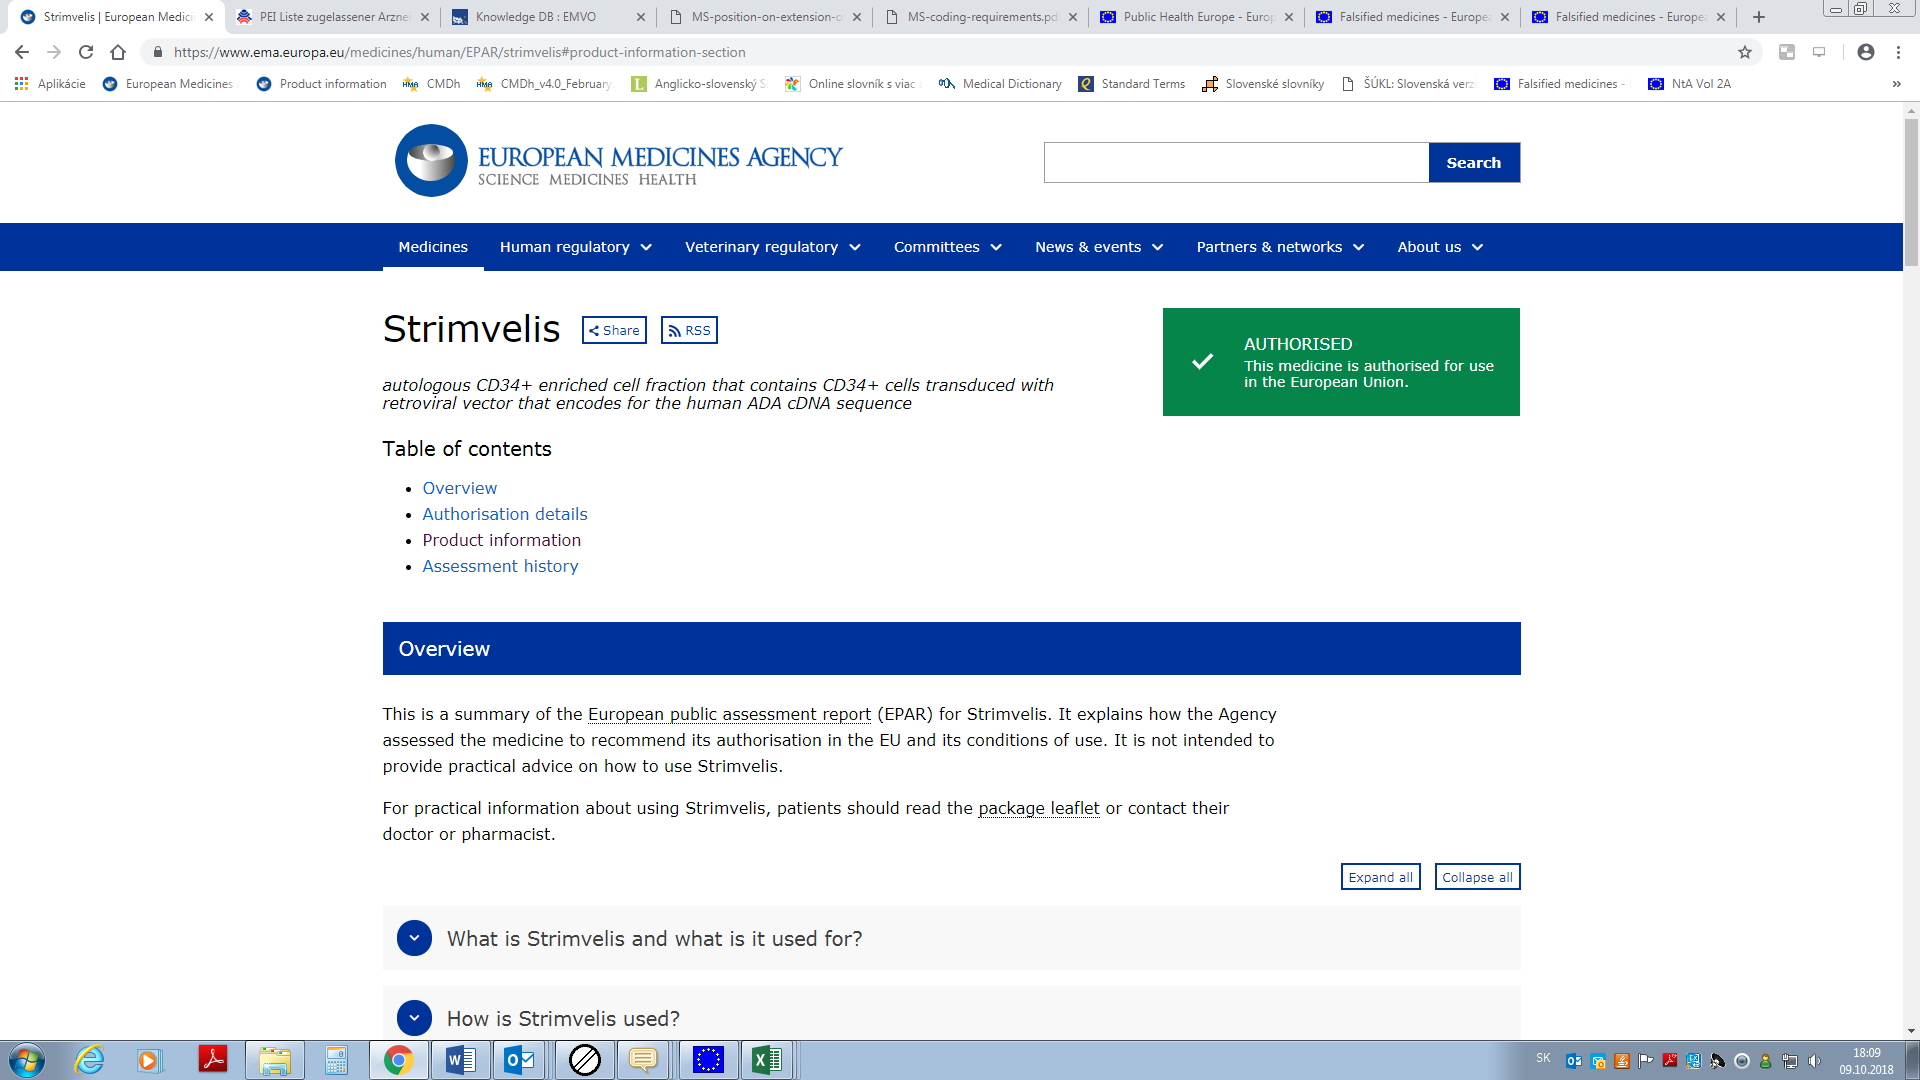 Strimvelis | European Medici
PEI Liste zugelassener Arzne
Knowledge DB : EMVO
MS-position-on-extension-o
MS-coding-requirements.pd
Public Health Europe - Europ
Falsified medicines - Europea
Falsified medicines - Europea
https://www.ema.europa.eu/medicines/human/EPAR/strimvelis#product-information-section
Aplikácie
European Medicines
Product information
CMDh
CMDh_v4.0_February
Anglicko-slovenský S
Online slovník s viac
Medical Dictionary
Standard Terms
Slovenské slovníky
ŠÚKL: Slovenská verz
Falsified medicines -
NtA Vol 2A
»
EUROPEAN MEDICINES AGENCY
SCIENCE MEDICINES HEALTH
Search
Medicines
Human regulatory
Veterinary regulatory
Committees
News & events
Partners & networks
About us
Strimvelis
Share
RSS
AUTHORISED
This medicine is authorised for use
in the European Union.
autologous CD34+ enriched cell fraction that contains CD34+ cells transduced with
retroviral vector that encodes for the human ADA cDNA sequence
Table of contents
• Overview
• Authorisation details
• Product information
• Assessment history
Overview
This is a summary of the European public assessment report (EPAR) for Strimvelis. It explains how the Agency
assessed the medicine to recommend its authorisation in the EU and its conditions of use. It is not intended to
provide practical advice on how to use Strimvelis.
For practical information about using Strimvelis, patients should read the package leaflet or contact their
doctor or pharmacist.
Expand all
Collapse all
What is Strimvelis and what is it used for?
How is Strimvelis used?
SK
18:09
09.10.2018